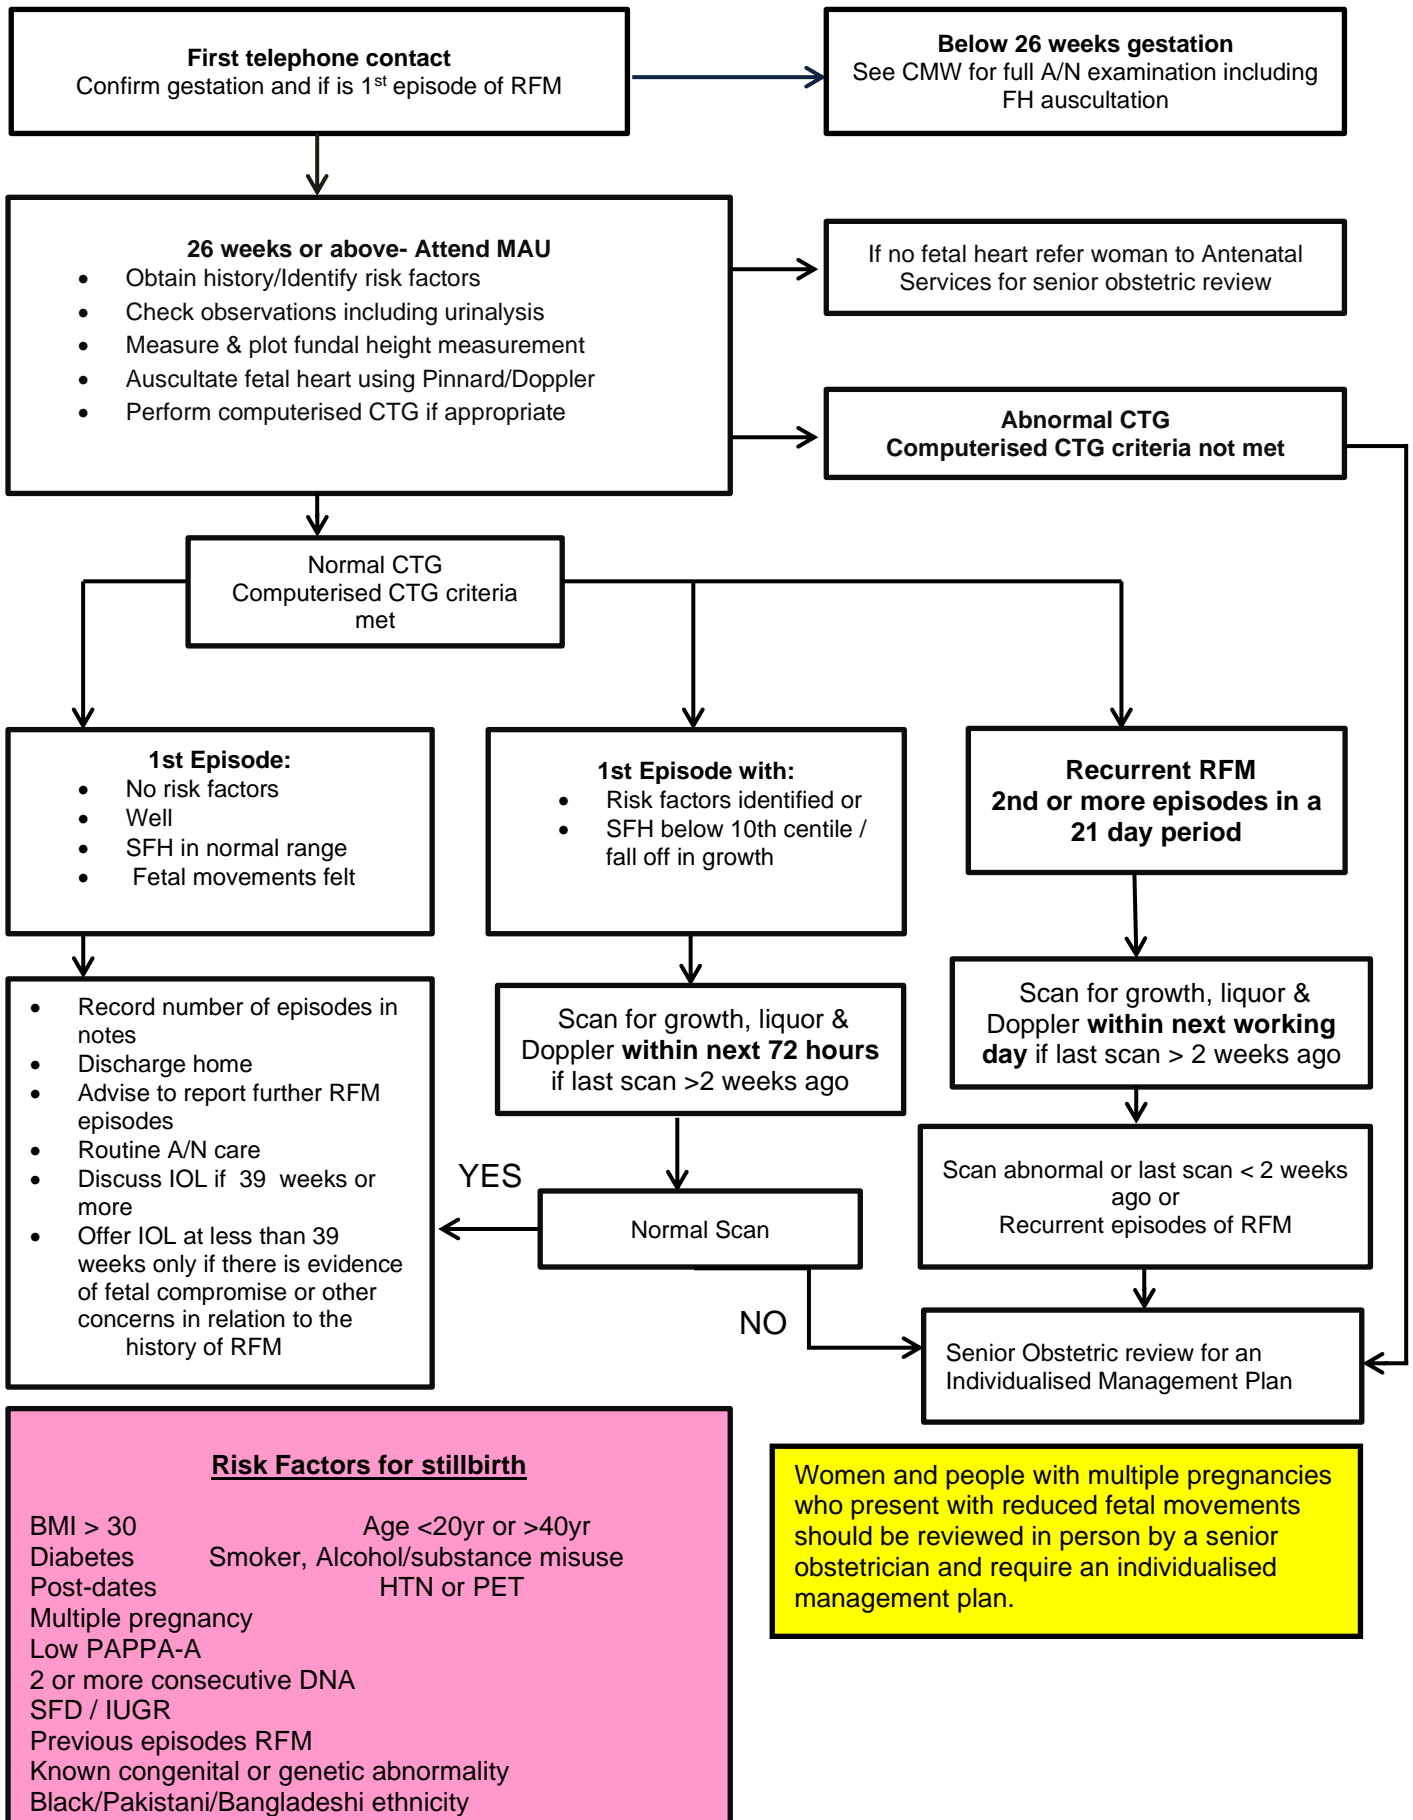 First telephone contact
Confirm gestation and if is 1st episode of RFM
Below 26 weeks gestation
See CMW for full A/N examination including
FH auscultation
26 weeks or above- Attend MAU
• Obtain history/Identify risk factors
• Check observations including urinalysis
• Measure & plot fundal height measurement
• Auscultate fetal heart using Pinnard/Doppler
• Perform computerised CTG if appropriate
If no fetal heart refer woman to Antenatal
Services for senior obstetric review
Abnormal CTG
Computerised CTG criteria not met
Normal CTG
Computerised CTG criteria
met
1st Episode:
• No risk factors
• Well
• SFH in normal range
• Fetal movements felt
1st Episode with:
• Risk factors identified or
• SFH below 10th centile /
fall off in growth
Recurrent RFM
2nd or more episodes in a
21 day period
• Record number of episodes in
notes
• Discharge home
• Advise to report further RFM
episodes
• Routine A/N care
• Discuss IOL if 39 weeks or
more
• Offer IOL at less than 39
weeks only if there is evidence
of fetal compromise or other
concerns in relation to the
history of RFM
Scan for growth, liquor &
Doppler within next 72 hours
if last scan >2 weeks ago
Scan for growth, liquor &
Doppler within next working
day if last scan > 2 weeks ago
YES
Normal Scan
NO
Scan abnormal or last scan < 2 weeks
ago or
Recurrent episodes of RFM
Senior Obstetric review for an
Individualised Management Plan
Risk Factors for stillbirth
BMI > 30 Age <20yr or >40yr
Diabetes Smoker, Alcohol/substance misuse
Post-dates HTN or PET
Multiple pregnancy
Low PAPPA-A
2 or more consecutive DNA
SFD / IUGR
Previous episodes RFM
Known congenital or genetic abnormality
Black/Pakistani/Bangladeshi ethnicity
Women and people with multiple pregnancies
who present with reduced fetal movements
should be reviewed in person by a senior
obstetrician and require an individualised
management plan.